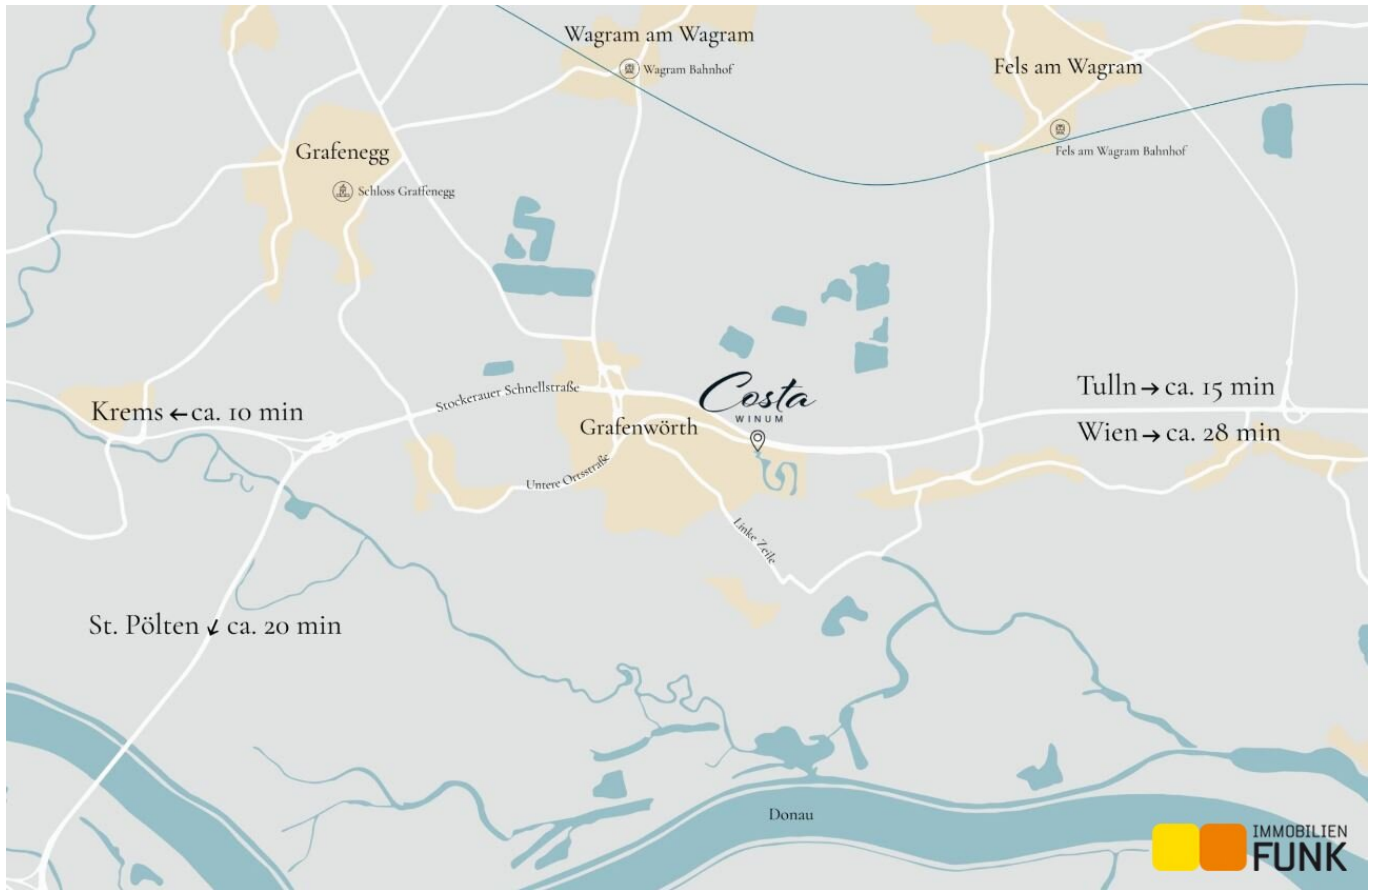 Wagram am Wagram
Wagram Bahnhof
Fels am Wagram
Fels am Wagram Bahnhof
Grafenegg
Schloss Graffenegg
Stockerauer Schnellstraße
Costa
WINUM
Tulln → ca. 15 min
Krems ← ca. 10 min
Grafenwörth
Wien → ca. 28 min
Untere Ortsstraße
Linke Zeile
St. Pölten ↙ ca. 20 min
Donau
IMMOBILIEN
FUNK